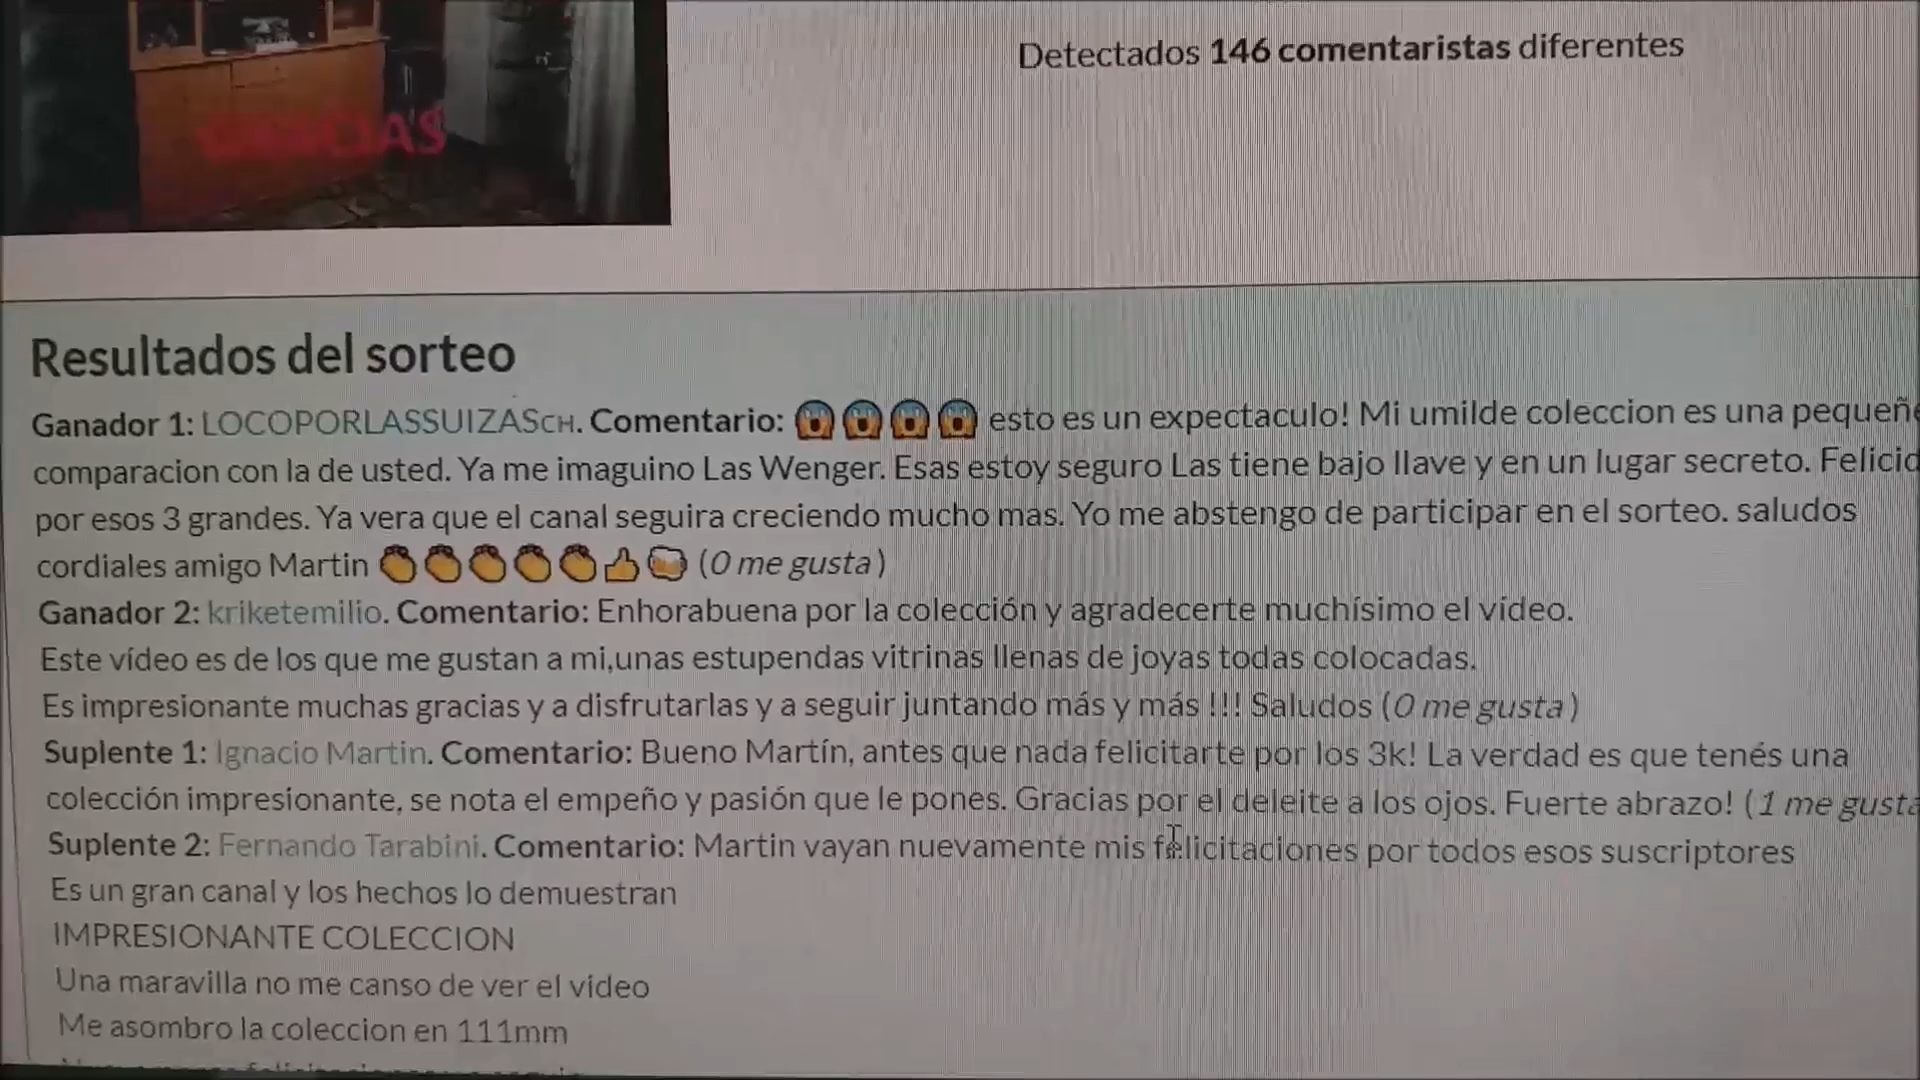 Detectados 146 comentaristas diferentes
Resultados del sorteo
Ganador 1: LOCOPORLASSUIZASCH. Comentario: 😱😱😱😱 esto es un expectaculo! Mi umilde coleccion es una pequeñ
comparacion con la de usted. Ya me imaguino Las Wenger. Esas estoy seguro Las tiene bajo llave y en un lugar secreto. Felicid
por esos 3 grandes. Ya vera que el canal seguira creciendo mucho mas. Yo me abstengo de participar en el sorteo. saludos
cordiales amigo Martin 👏👏👏👏👏👍🍻 (0 me gusta)
Ganador 2: kriketemilio. Comentario: Enhorabuena por la colección y agradecerte muchísimo el vídeo.
Este vídeo es de los que me gustan a mi,unas estupendas vitrinas llenas de joyas todas colocadas.
Es impresionante muchas gracias y a disfrutarlas y a seguir juntando más y más !!! Saludos (0 me gusta)
Suplente 1: Ignacio Martin. Comentario: Bueno Martín, antes que nada felicitarte por los 3k! La verdad es que tenés una
colección impresionante, se nota el empeño y pasión que le pones. Gracias por el deleite a los ojos. Fuerte abrazo! (1 me gusta
Suplente 2: Fernando Tarabini. Comentario: Martin vayan nuevamente mis felicitaciones por todos esos suscriptores
Es un gran canal y los hechos lo demuestran
IMPRESIONANTE COLECCION
Una maravilla no me canso de ver el vídeo
Me asombro la coleccion en 111mm